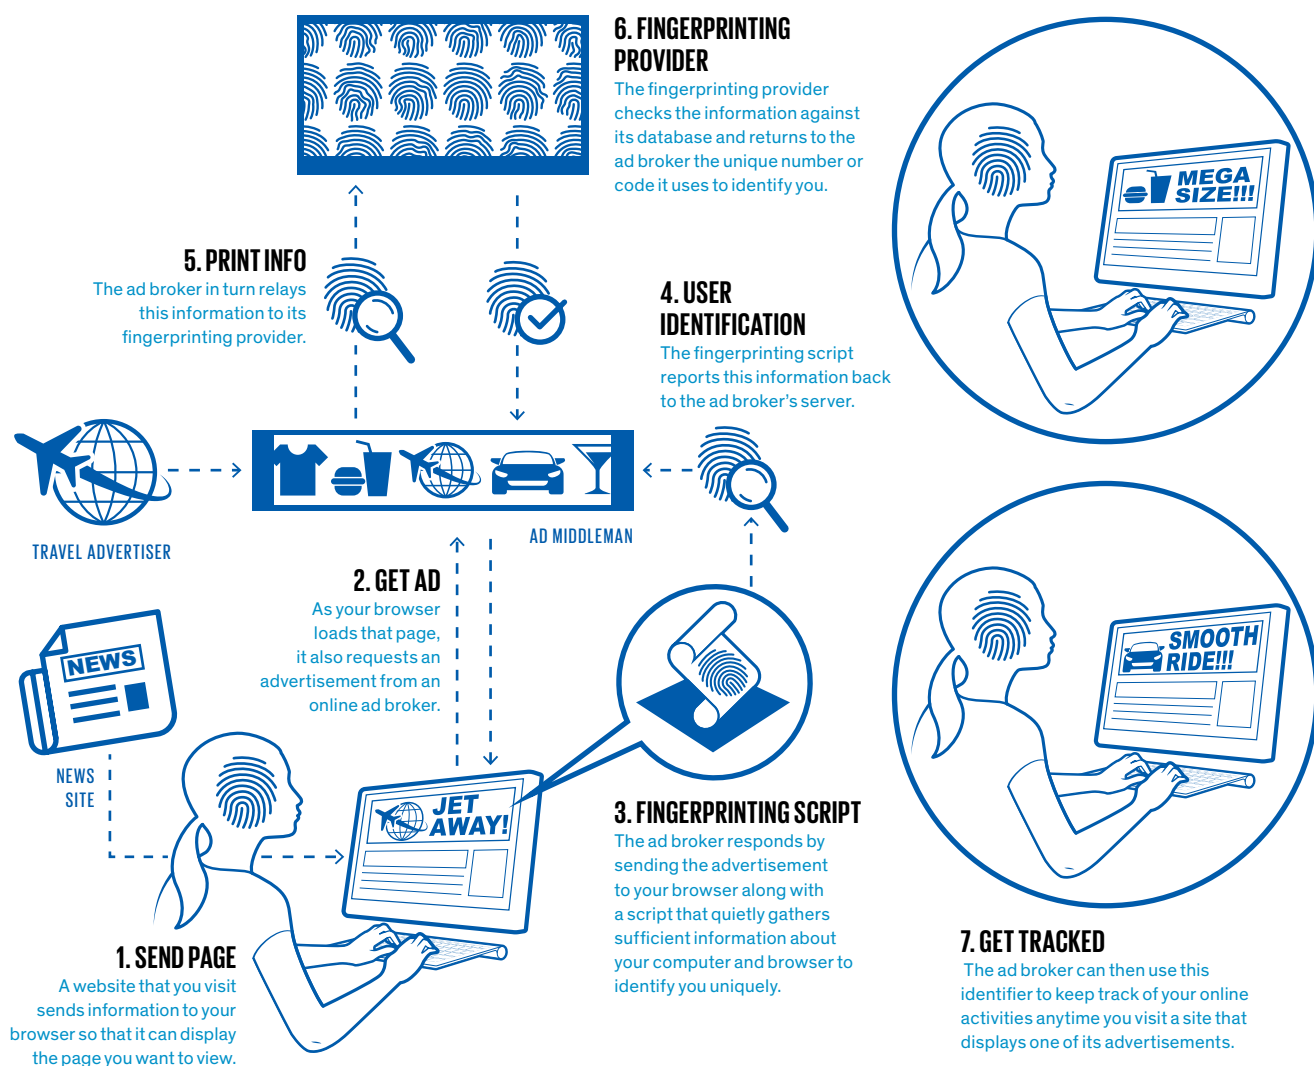 6. FINGERPRINTING
PROVIDER
The fingerprinting provider
checks the information against
its database and returns to the
ad broker the unique number or
code it uses to identify you.
MEGA
SIZE!!!
5. PRINT INFO
The ad broker in turn relays
this information to its
fingerprinting provider.
4. USER
IDENTIFICATION
The fingerprinting script
reports this information back
to the ad broker’s server.
TRAVEL ADVERTISER
AD MIDDLEMAN
2. GET AD
As your browser
loads that page,
it also requests an
advertisement from an
online ad broker.
NEWS
NEWS
SITE
JET
AWAY!
SMOOTH
RIDE!!!
3. FINGERPRINTING SCRIPT
The ad broker responds by
sending the advertisement
to your browser along with
a script that quietly gathers
sufficient information about
your computer and browser to
identify you uniquely.
1. SEND PAGE
A website that you visit
sends information to your
browser so that it can display
the page you want to view.
7. GET TRACKED
The ad broker can then use this
identifier to keep track of your online
activities anytime you visit a site that
displays one of its advertisements.